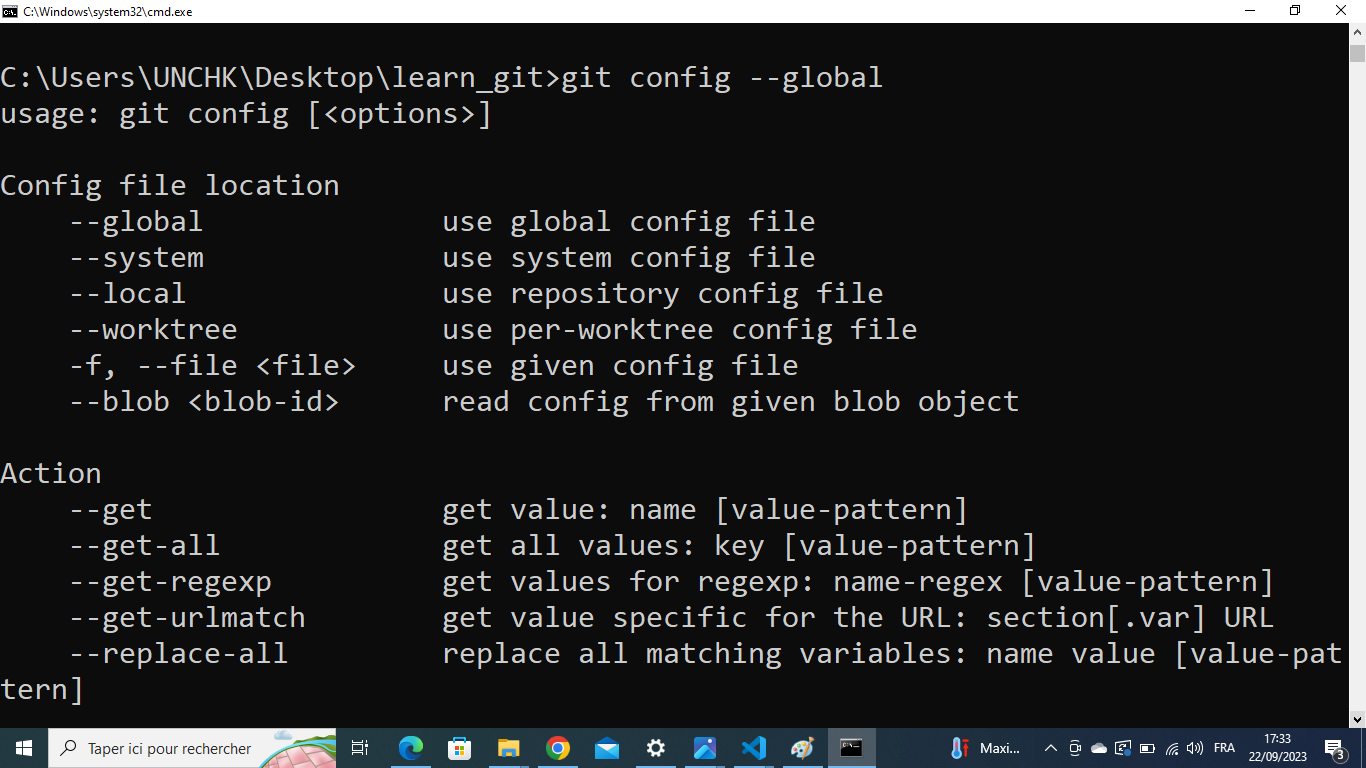 C:\Windows\system32\cmd.exe
C:\Users\UNCHK\Desktop\learn_git>git config --global
usage: git config [<options>]
Config file location
--global use global config file
--system use system config file
--local use repository config file
--worktree use per-worktree config file
-f, --file <file> use given config file
--blob <blob-id> read config from given blob object
Action
--get get value: name [value-pattern]
--get-all get all values: key [value-pattern]
--get-regexp get values for regexp: name-regex [value-pattern]
--get-urlmatch get value specific for the URL: section[.var] URL
--replace-all replace all matching variables: name value [value-pat
tern]
Taper ici pour rechercher
Maxi...
FRA
17:33
22/09/2023
3